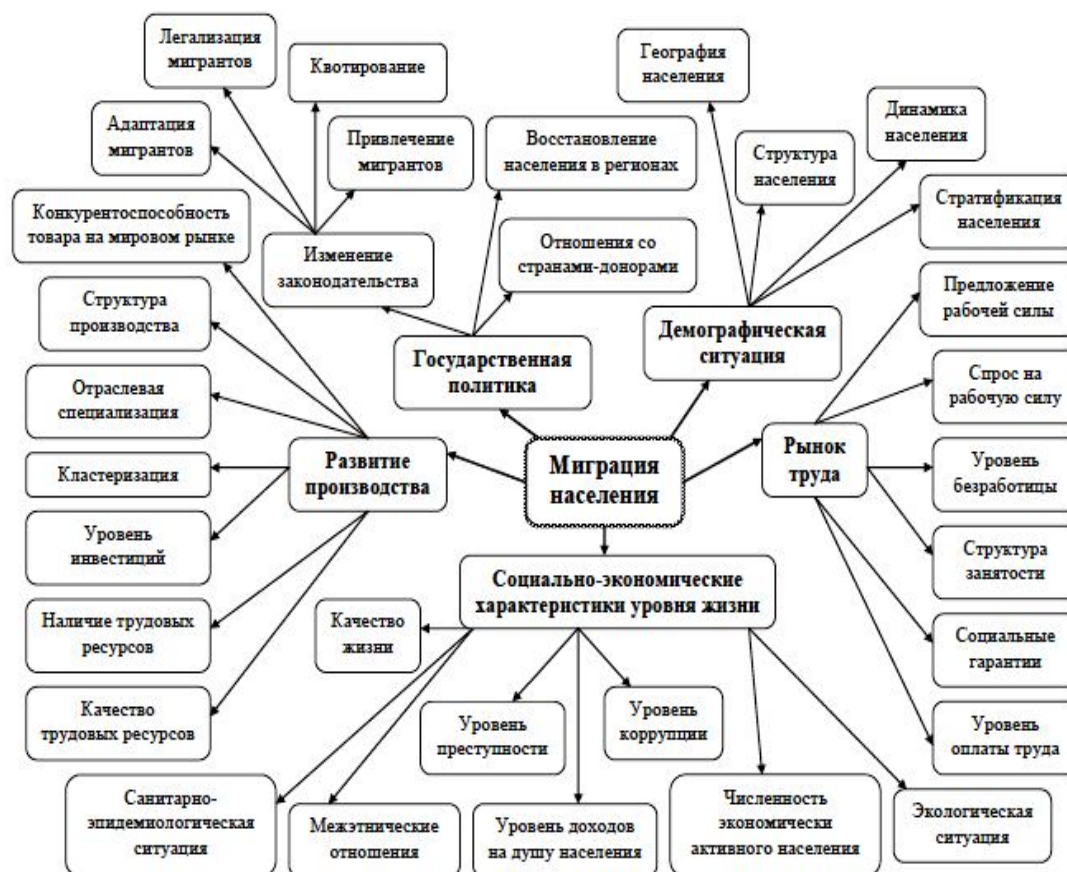 Легализация
мигрантов
Квотирование
География
населения
Адаптация
мигрантов
Привлечение
мигрантов
Восстановление
населения в регионах
Структура
населения
Динамика
населения
Конкурентоспособность
товара на мировом рынке
Изменение
законодательства
Отношения со
странами-донорами
Стратификация
населения
Структура
производства
Государственная
политика
Демографическая
ситуация
Предложение
рабочей силы
Отраслевая
специализация
Спрос на
рабочую силу
Кластеризация
Развитие
производства
Миграция
населения
Рынок
труда
Уровень
безработицы
Уровень
инвестиций
Социально-экономические
характеристики уровня жизни
Структура
занятости
Наличие трудовых
ресурсов
Качество
жизни
Социальные
гарантии
Качество
трудовых ресурсов
Уровень
преступности
Уровень
коррупции
Уровень
оплаты труда
Санитарно-
эпидемиологическая
ситуация
Межэтнические
отношения
Уровень доходов
на душу населения
Численность
экономически
активного населения
Экологическая
ситуация